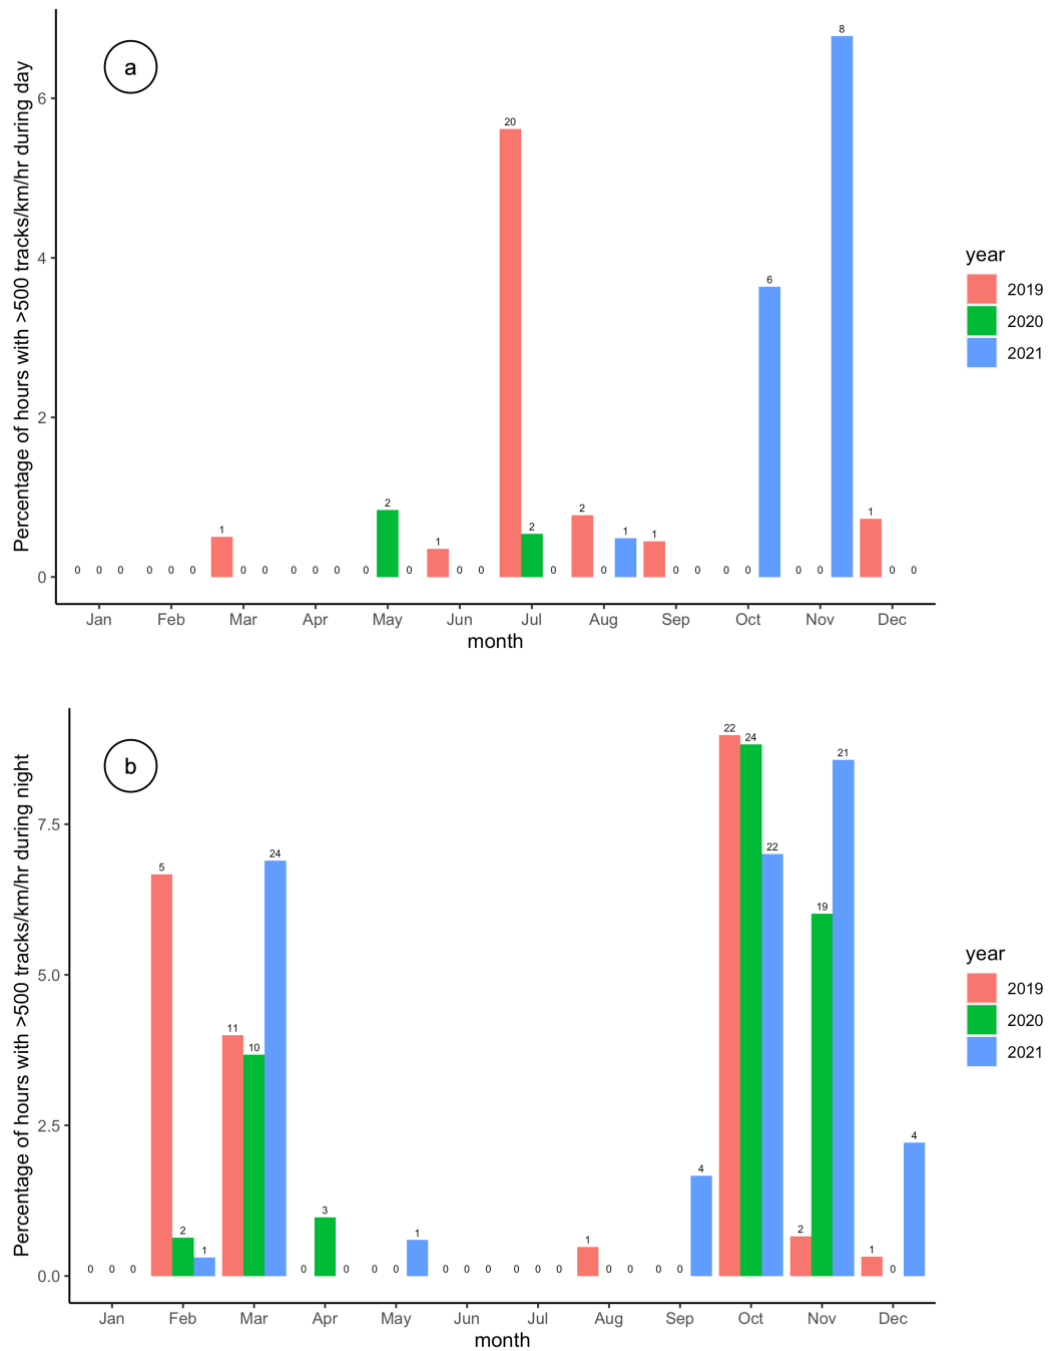 a
Percentage of hours with >500 tracks/km/hr during day
6
4
2
0
0 0 0 0 0 0 1 0 0 0 0 0 0 2 0 1 0 0 20 2 0 2 0 1 1 0 0 0 0 6 0 0 8 1 0 0
Jan Feb Mar Apr May Jun Jul Aug Sep Oct Nov Dec
month
year
2019
2020
2021
b
Percentage of hours with >500 tracks/km/hr during night
7.5
5.0
2.5
0.0
0 0 0 5 2 1 11 10 24 0 3 0 0 0 1 0 0 0 0 0 0 1 0 0 0 0 4 22 24 22 2 19 21 1 0 4
Jan Feb Mar Apr May Jun Jul Aug Sep Oct Nov Dec
month
year
2019
2020
2021